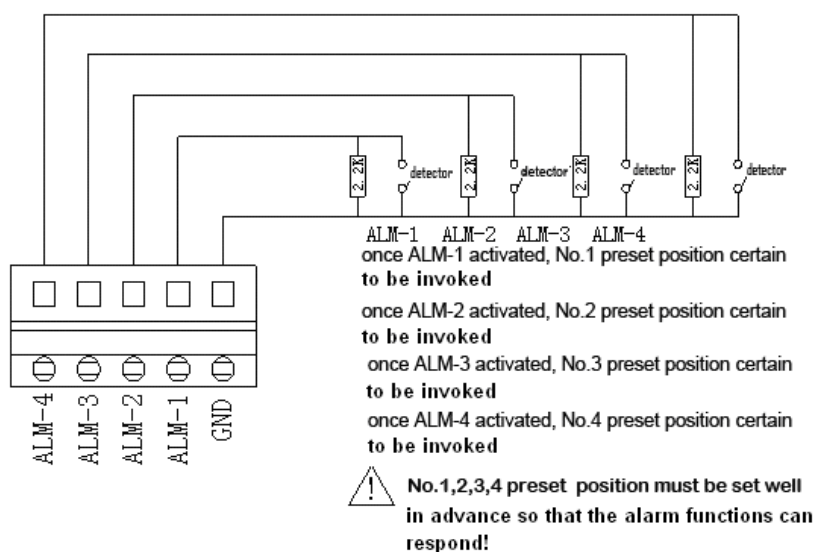 2.2K detector 2.2K detector 2.2K detector 2.2K detector
ALM-1 ALM-2 ALM-3 ALM-4
once ALM-1 activated, No.1 preset position certain
to be invoked
once ALM-2 activated, No.2 preset position certain
to be invoked
once ALM-3 activated, No.3 preset position certain
to be invoked
once ALM-4 activated, No.4 preset position certain
to be invoked
ALM-4 ALM-3 ALM-2 ALM-1 GND
! No.1,2,3,4 preset position must be set well
in advance so that the alarm functions can
respond!